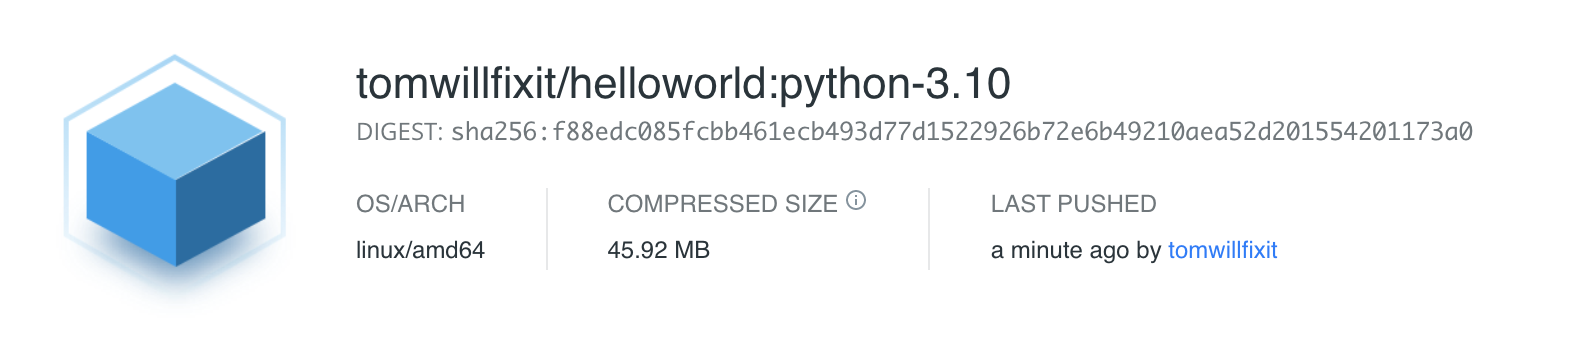 tomwillfixit/helloworld:python-3.10
DIGEST: sha256:f88edc085fcbb461ecb493d77d1522926b72e6b49210aea52d201554201173a0
OS/ARCH
linux/amd64
COMPRESSED SIZE
45.92 MB
LAST PUSHED
a minute ago by tomwillfixit